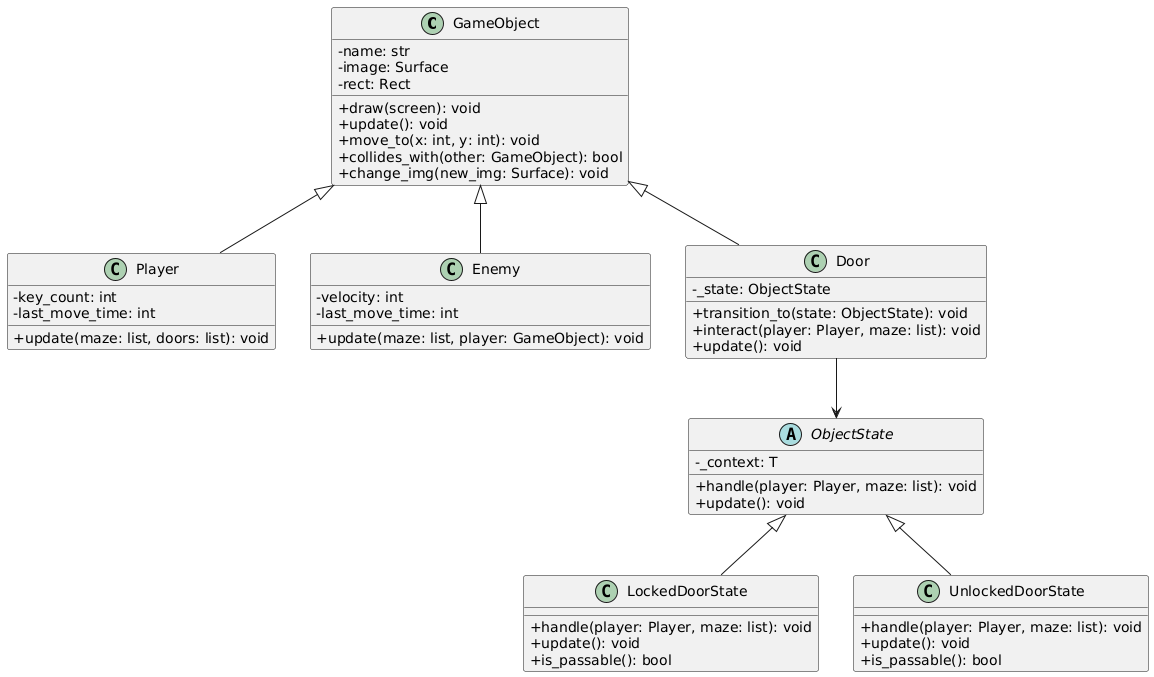 C GameObject
-name: str
-image: Surface
-rect: Rect
+draw(screen): void
+update(): void
+move_to(x: int, y: int): void
+collides_with(other: GameObject): bool
+change_img(new_img: Surface): void
C Player
-key_count: int
-last_move_time: int
+update(maze: list, doors: list): void
C Enemy
-velocity: int
-last_move_time: int
+update(maze: list, player: GameObject): void
C Door
-_state: ObjectState
+transition_to(state: ObjectState): void
+interact(player: Player, maze: list): void
+update(): void
A ObjectState
-_context: T
+handle(player: Player, maze: list): void
+update(): void
C LockedDoorState
+handle(player: Player, maze: list): void
+update(): void
+is_passable(): bool
C UnlockedDoorState
+handle(player: Player, maze: list): void
+update(): void
+is_passable(): bool